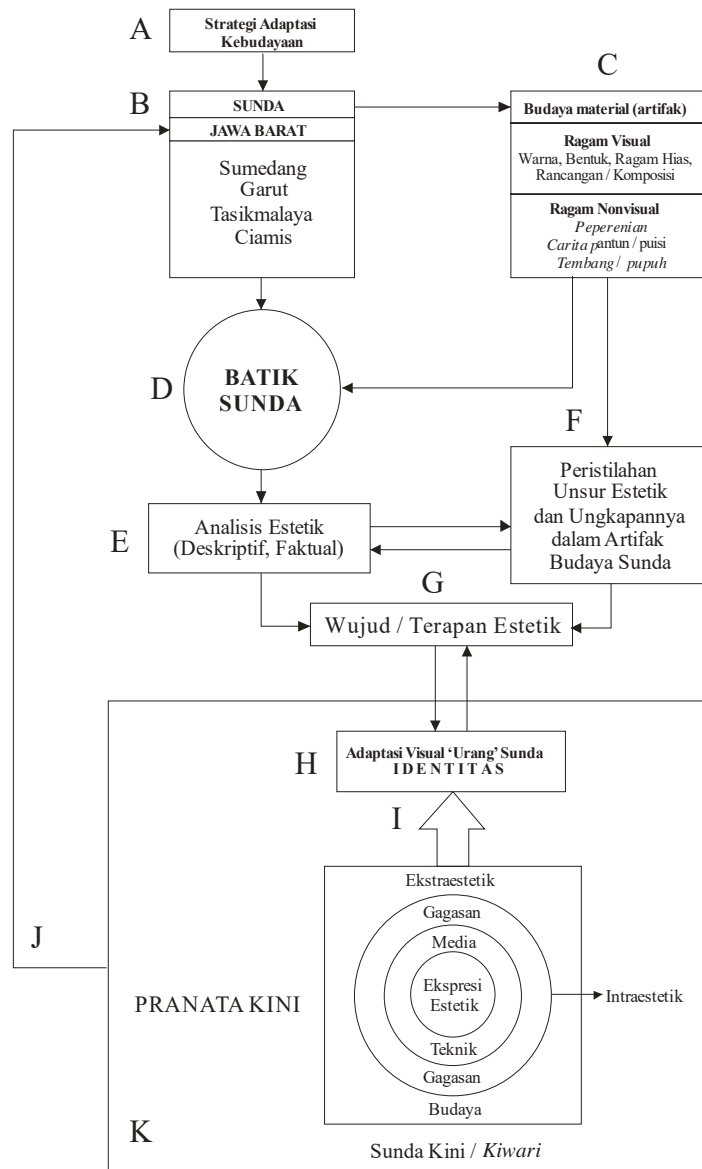 A
Strategi Adaptasi
Kebudayaan
B
SUNDA
JAWA BARAT
Sumedang
Garut
Tasikmalaya
Ciamis
C
Budaya material (artifak)
Ragam Visual
Warna, Bentuk, Ragam Hias,
Rancangan / Komposisi
Ragam Nonvisual
Peperenian
Carita pantun / puisi
Tembang / pupuh
D
BATIK
SUNDA
F
Peristilahan
Unsur Estetik
dan Ungkapannya
dalam Artifak
Budaya Sunda
E
Analisis Estetik
(Deskriptif, Faktual)
G
Wujud / Terapan Estetik
H
Adaptasi Visual ‘Urang’ Sunda
I D E N T I T A S
I
J
PRANATA KINI
Ekstraestetik
Gagasan
Media
Ekspresi
Estetik
Teknik
Gagasan
Budaya
Intraestetik
K
Sunda Kini / Kiwari